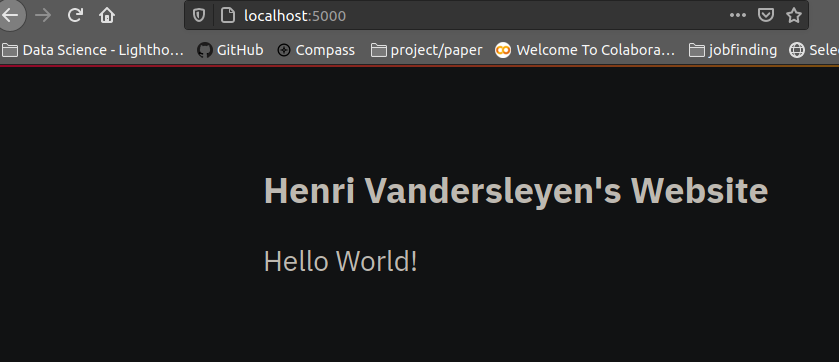 localhost:5000
Data Science - Lightho… GitHub Compass project/paper Welcome To Colabora… jobfinding Sele
Henri Vandersleyen's Website
Hello World!